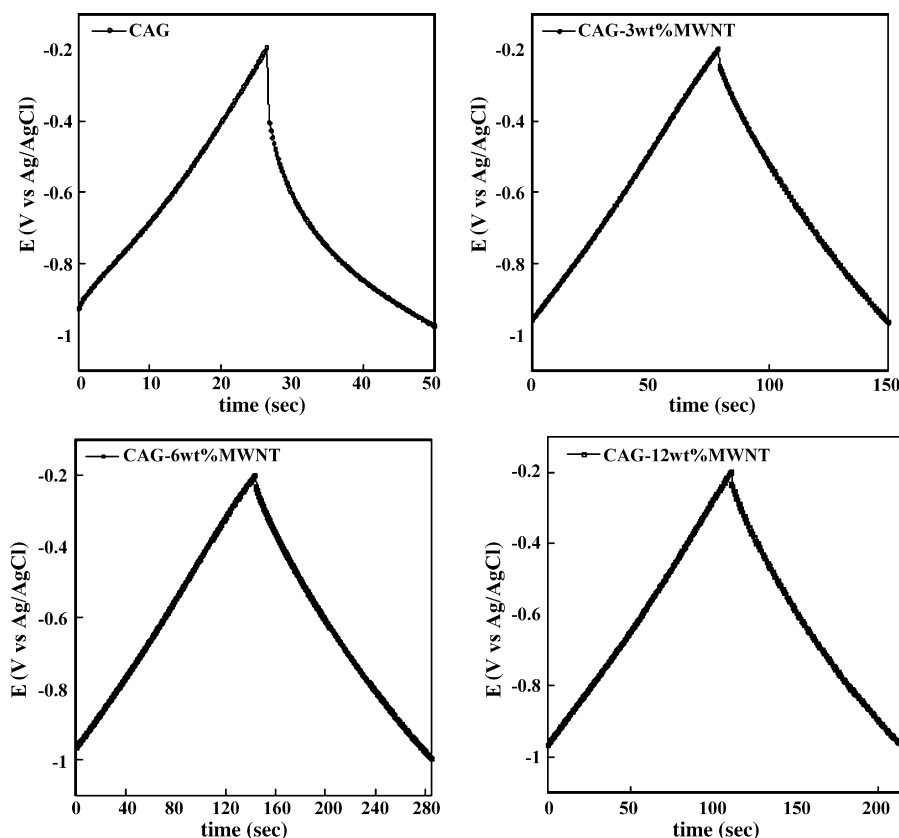 CAG
-0.2
-0.4
-0.6
-0.8
-1
E (V vs Ag/AgCl)
0 10 20 30 40 50
time (sec)
CAG-3wt%MWNT
-0.2
-0.4
-0.6
-0.8
-1
E (V vs Ag/AgCl)
0 50 100 150
time (sec)
CAG-6wt%MWNT
-0.2
-0.4
-0.6
-0.8
-1
E (V vs Ag/AgCl)
0 40 80 120 160 200 240 280
time (sec)
CAG-12wt%MWNT
-0.2
-0.4
-0.6
-0.8
-1
E (V vs Ag/AgCl)
0 50 100 150 200
time (sec)